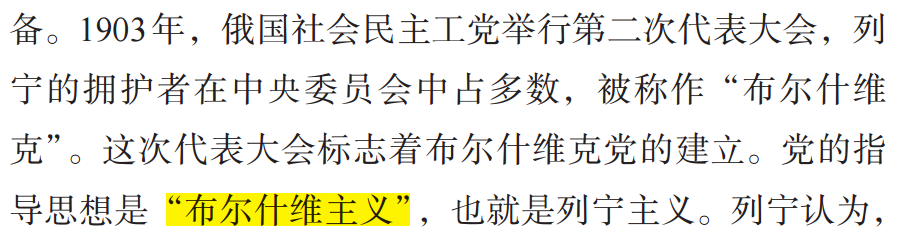 备。1903年，俄国社会民主工党举行第二次代表大会，列
宁的拥护者在中央委员会中占多数，被称作“布尔什维
克”。这次代表大会标志着布尔什维克党的建立。党的指
导思想是“布尔什维主义”，也就是列宁主义。列宁认为，